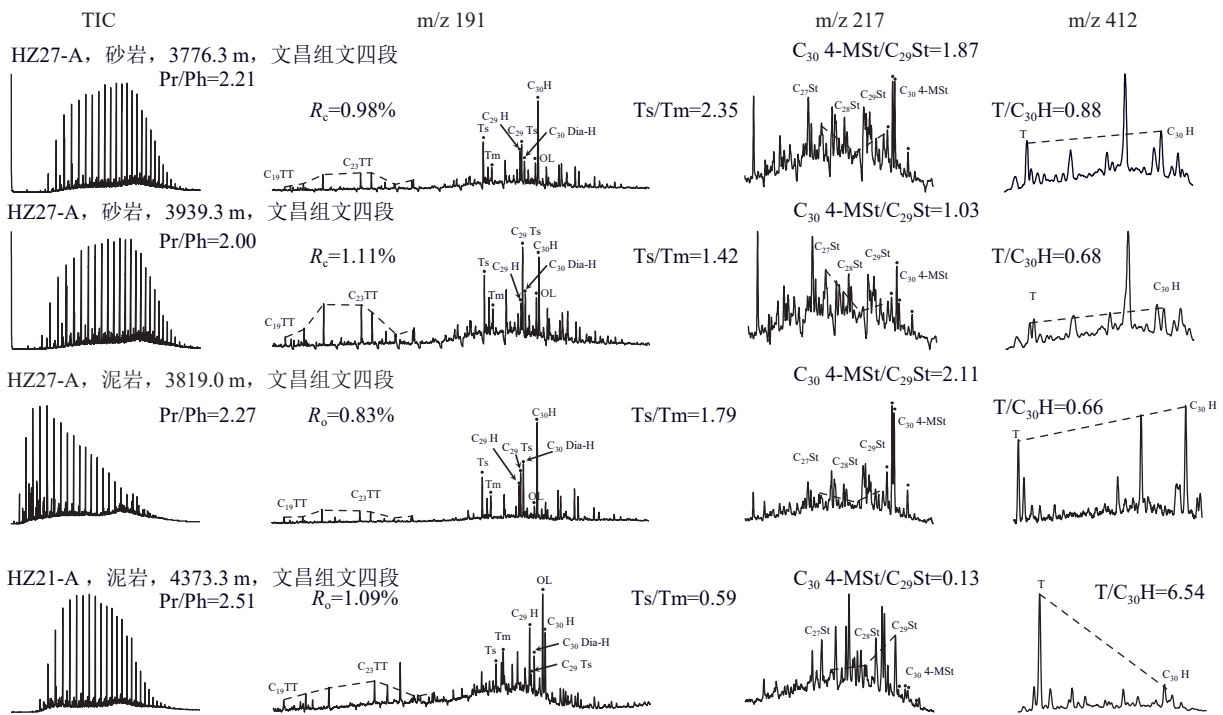 TIC m/z 191 m/z 217 m/z 412
HZ27-A，砂岩，3776.3 m，文昌组文四段
C₃₀ 4-MSt/C₂₉St=1.87
Pr/Ph=2.21
Rc=0.98%
Ts/Tm=2.35
T/C₃₀H=0.88
C₁₉TT
C₂₃TT
Ts
Tm
C₂₉ H
C₂₉ Ts
C₃₀H
C₃₀ Dia-H
OL
C₂₇St
C₂₈St
C₂₉St
C₃₀ 4-MSt
T
C₃₀ H
HZ27-A，砂岩，3939.3 m，文昌组文四段
C₃₀ 4-MSt/C₂₉St=1.03
Pr/Ph=2.00
Rc=1.11%
Ts/Tm=1.42
T/C₃₀H=0.68
C₁₉TT
C₂₃TT
Ts
Tm
C₂₉ H
C₂₉ Ts
C₃₀H
C₃₀ Dia-H
OL
C₂₇St
C₂₈St
C₂₉St
C₃₀ 4-MSt
T
C₃₀ H
HZ27-A，泥岩，3819.0 m，文昌组文四段
C₃₀ 4-MSt/C₂₉St=2.11
Pr/Ph=2.27
Ro=0.83%
Ts/Tm=1.79
T/C₃₀H=0.66
C₁₉TT
C₂₃TT
Ts
Tm
C₂₉ H
C₂₉ Ts
C₃₀H
C₃₀ Dia-H
OL
C₂₇St
C₂₈St
C₂₉St
C₃₀ 4-MSt
T
C₃₀ H
HZ21-A ，泥岩，4373.3 m，文昌组文四段
C₃₀ 4-MSt/C₂₉St=0.13
Pr/Ph=2.51
Ro=1.09%
Ts/Tm=0.59
T/C₃₀H=6.54
C₁₉TT
C₂₃TT
Ts
Tm
C₂₉ H
OL
C₃₀ H
C₃₀ Dia-H
C₂₉ Ts
C₂₇St
C₂₈St
C₂₉St
C₃₀ 4-MSt
T
C₃₀ H